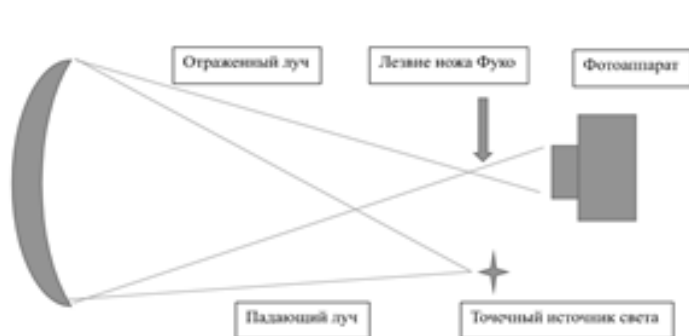 Отраженный луч
Лезвие ножа Фуко
Фотоаппарат
Падающий луч
Точечный источник света